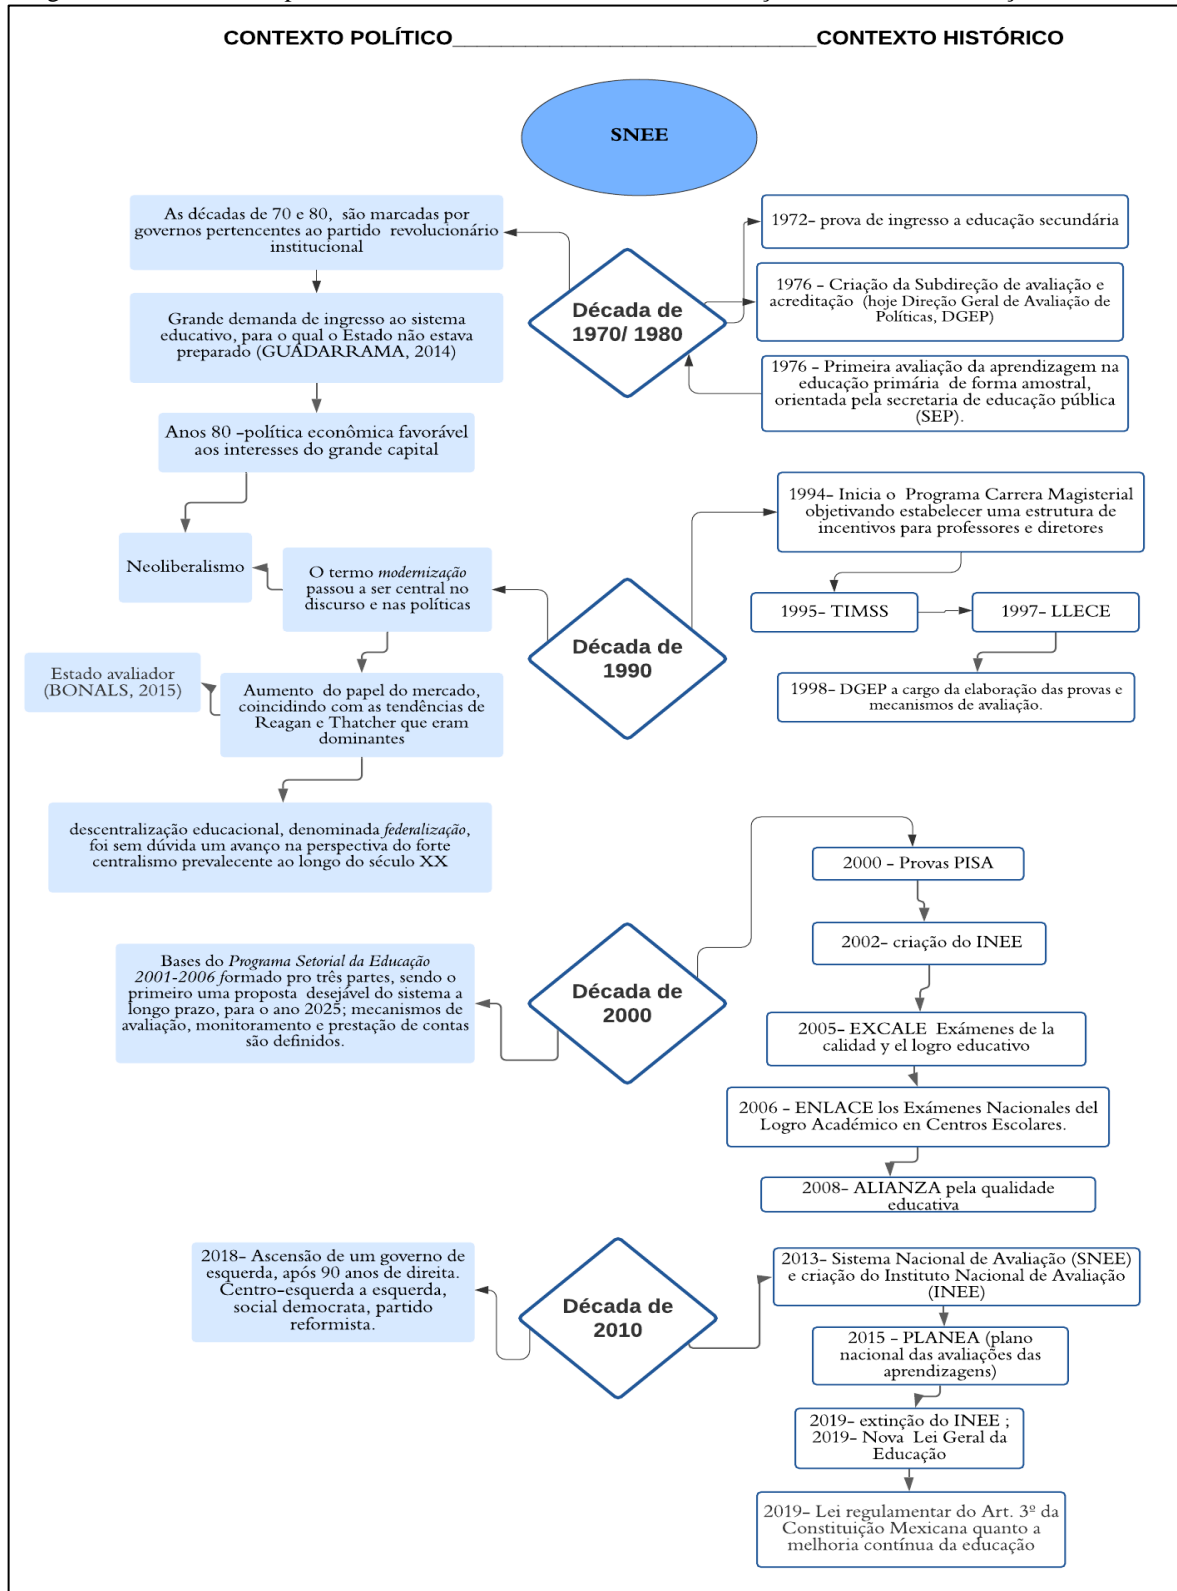 CONTEXTO POLÍTICO______________________________CONTEXTO HISTÓRICO
SNEE
As décadas de 70 e 80, são marcadas por
governos pertencentes ao partido revolucionário
institucional
Grande demanda de ingresso ao sistema
educativo, para o qual o Estado não estava
preparado (GUADARRAMA, 2014)
Anos 80 -política econômica favorável
aos interesses do grande capital
Neoliberalismo
Década de
1970/ 1980
1972- prova de ingresso a educação secundária
1976 - Criação da Subdireção de avaliação e
acreditação (hoje Direção Geral de Avaliação de
Políticas, DGEP)
1976 - Primeira avaliação da aprendizagem na
educação primária de forma amostral,
orientada pela secretaria de educação pública
(SEP).
O termo modernização
passou a ser central no
discurso e nas políticas
Estado avaliador
(BONALS, 2015)
Aumento do papel do mercado,
coincidindo com as tendências de
Reagan e Thatcher que eram
dominantes
descentralização educacional, denominada federalização,
foi sem dúvida um avanço na perspectiva do forte
centralismo prevalecente ao longo do século XX
Década de
1990
1994- Inicia o Programa Carrera Magisterial
objetivando estabelecer uma estrutura de
incentivos para professores e diretores
1995- TIMSS
1997- LLECE
1998- DGEP a cargo da elaboração das provas e
mecanismos de avaliação.
Bases do Programa Setorial da Educação
2001-2006 formado pro três partes, sendo o
primeiro uma proposta desejável do sistema a
longo prazo, para o ano 2025; mecanismos de
avaliação, monitoramento e prestação de contas
são definidos.
Década de
2000
2000 - Provas PISA
2002- criação do INEE
2005- EXCALE Exámenes de la
calidad y el logro educativo
2006 - ENLACE los Exámenes Nacionales del
Logro Académico en Centros Escolares.
2008- ALIANZA pela qualidade
educativa
2018- Ascensão de um governo de
esquerda, após 90 anos de direita.
Centro-esquerda a esquerda,
social democrata, partido
reformista.
Década de
2010
2013- Sistema Nacional de Avaliação (SNEE)
e criação do Instituto Nacional de Avaliação
(INEE)
2015 - PLANEA (plano
nacional das avaliações das
aprendizagens)
2019- extinção do INEE ;
2019- Nova Lei Geral da
Educação
2019- Lei regulamentar do Art. 3º da
Constituição Mexicana quanto a
melhoria contínua da educação